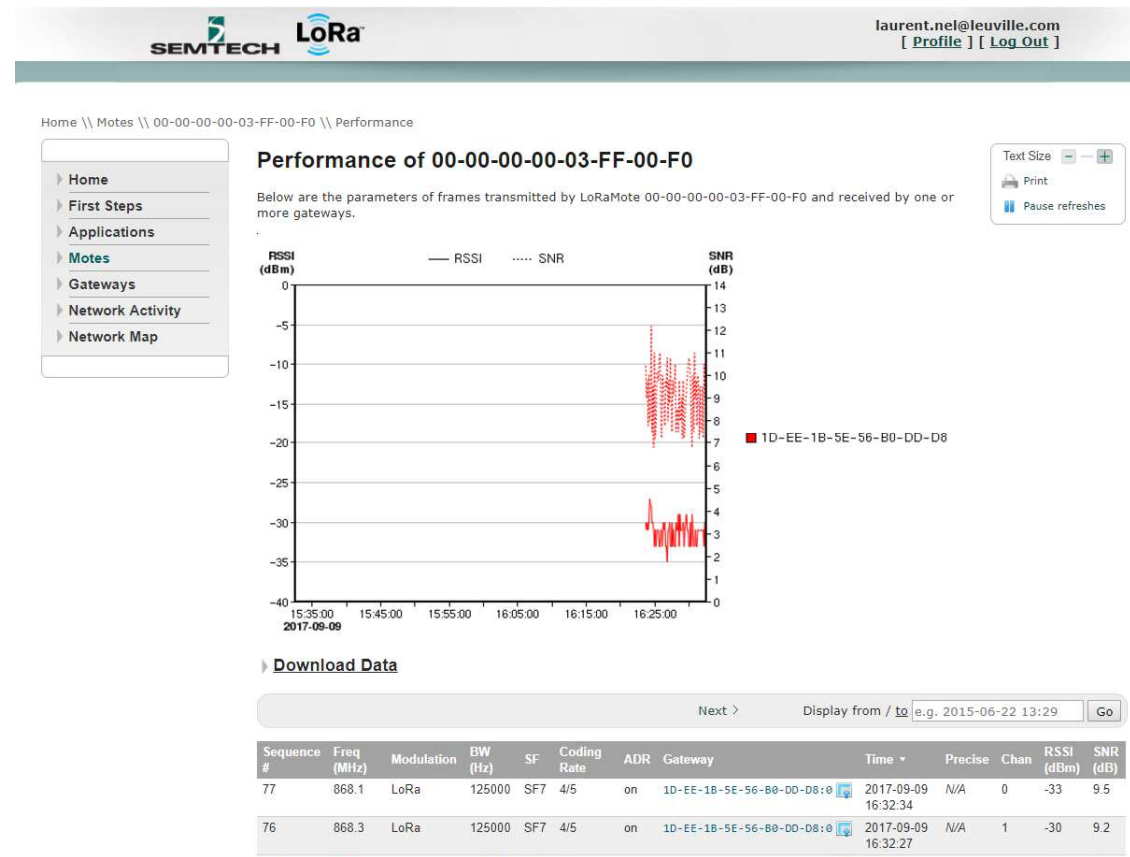 SEMTECH LoRa
laurent.nel@leuville.com
[ Profile ] [ Log Out ]
Home \\ Motes \\ 00-00-00-00-03-FF-00-F0 \\ Performance
Home
First Steps
Applications
Motes
Gateways
Network Activity
Network Map
Performance of 00-00-00-00-03-FF-00-F0
Below are the parameters of frames transmitted by LoRaMote 00-00-00-00-03-FF-00-F0 and received by one or
more gateways.
.
Text Size
Print
Pause refreshes
RSSI
(dBm)
RSSI
SNR
SNR
(dB)
0
-5
-10
-15
-20
-25
-30
-35
-40
14
13
12
11
10
9
8
7
6
5
4
3
2
1
0
15:35:00 15:45:00 15:55:00 16:05:00 16:15:00 16:25:00
2017-09-09
1D-EE-1B-5E-56-B0-DD-D8
Download Data
Next >
Display from / to e.g. 2015-06-22 13:29 Go
Sequence # Freq (MHz) Modulation BW (Hz) SF Coding Rate ADR Gateway Time Precise Chan RSSI (dBm) SNR (dB)
77 868.1 LoRa 125000 SF7 4/5 on 1D-EE-1B-5E-56-B0-DD-D8:0 2017-09-09 16:32:34 N/A 0 -33 9.5
76 868.3 LoRa 125000 SF7 4/5 on 1D-EE-1B-5E-56-B0-DD-D8:0 2017-09-09 16:32:27 N/A 1 -30 9.2